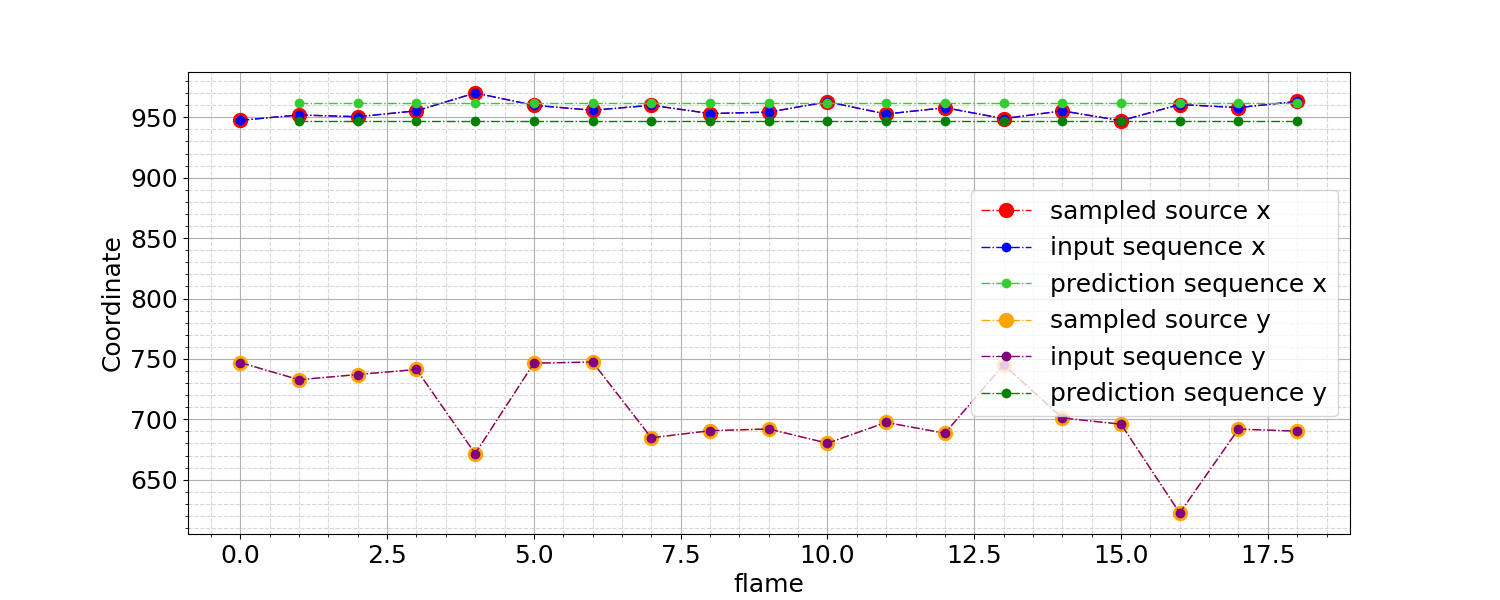 950
900
850
800
750
700
650
Coordinate
sampled source x
input sequence x
prediction sequence x
sampled source y
input sequence y
prediction sequence y
0.0 2.5 5.0 7.5 10.0 12.5 15.0 17.5
flame